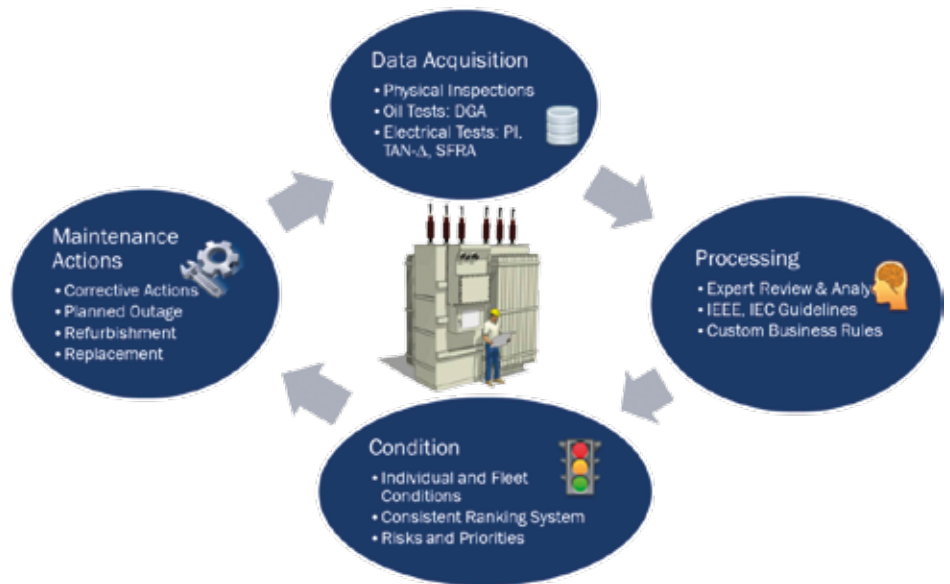 Data Acquisition
• Physical Inspections
• Oil Tests: DGA
• Electrical Tests: PI,
TAN-Δ, SFRA
Processing
• Expert Review & Analy
• IEEE, IEC Guidelines
• Custom Business Rules
Condition
• Individual and Fleet
Conditions
• Consistent Ranking System
• Risks and Priorities
Maintenance
Actions
• Corrective Actions
• Planned Outage
• Refurbishment
• Replacement